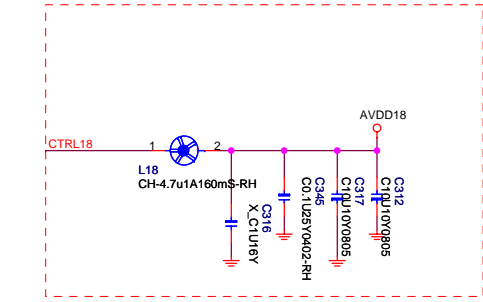 AVDD18
CTRL18
1
2
L18
CH-4.7u1A160mS-RH
C316
X_C1U16Y
C345
C0.1U25Y0402-RH
C317
C10U10Y0805
C312
C10U10Y0805